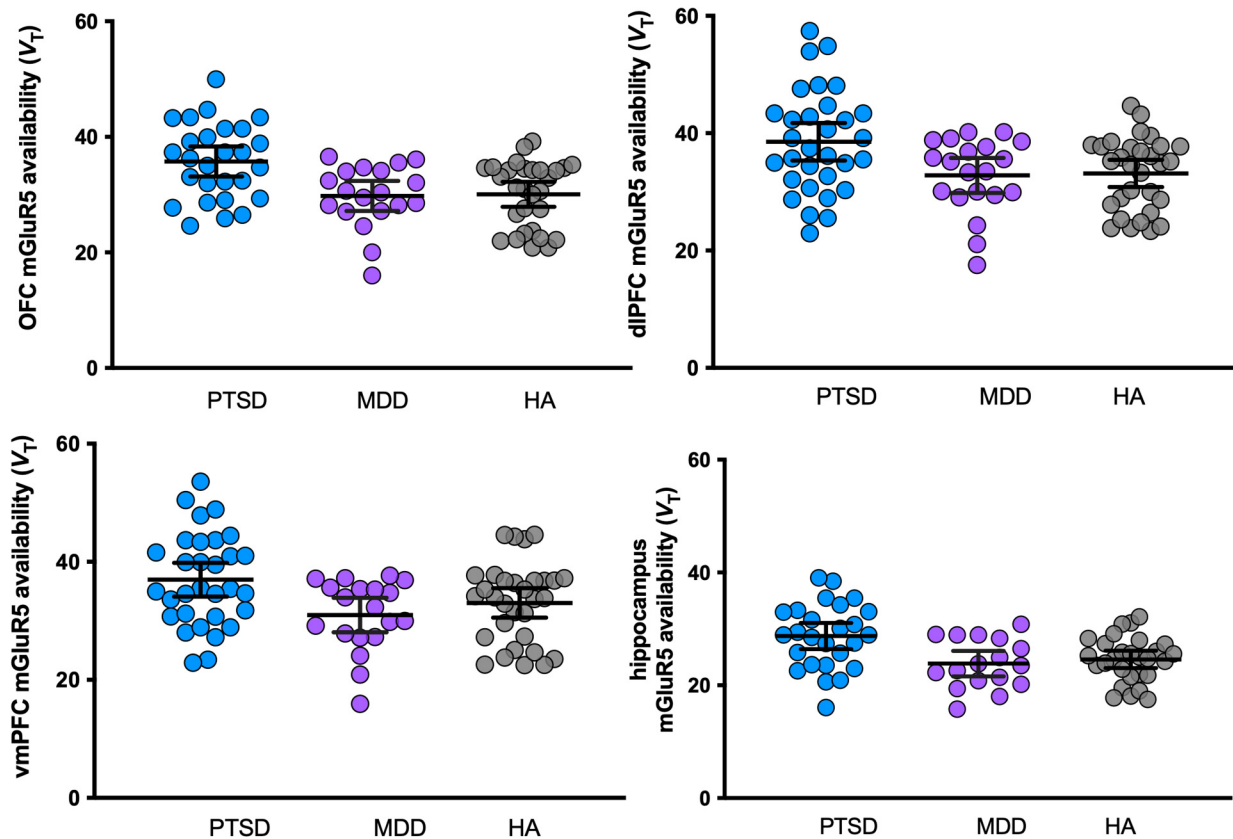 OFC mGluR5 availability (VT)
60
40
20
0
PTSD MDD HA
dlPFC mGluR5 availability (VT)
60
40
20
0
PTSD MDD HA
vmPFC mGluR5 availability (VT)
60
40
20
0
PTSD MDD HA
hippocampus
mGluR5 availability (VT)
60
40
20
0
PTSD MDD HA